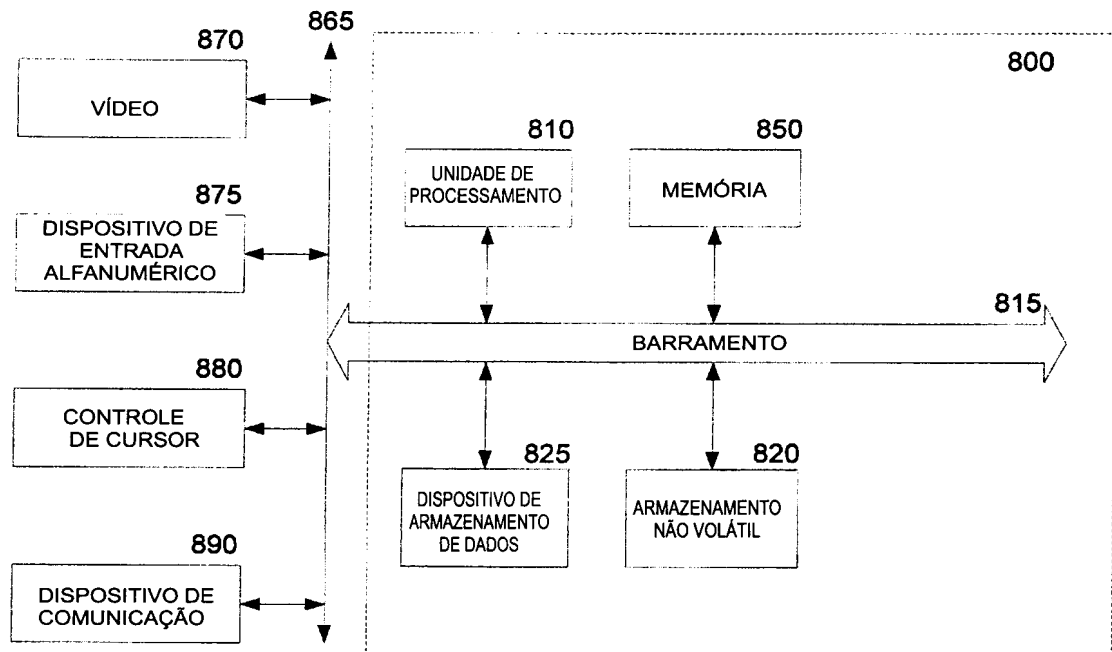 865
870
VÍDEO
800
810
UNIDADE DE
PROCESSAMENTO
850
MEMÓRIA
875
DISPOSITIVO DE
ENTRADA
ALFANUMÉRICO
815
BARRAMENTO
880
CONTROLE
DE CURSOR
825
DISPOSITIVO DE
ARMAZENAMENTO
DE DADOS
820
ARMAZENAMENTO
NÃO VOLÁTIL
890
DISPOSITIVO DE
COMUNICAÇÃO